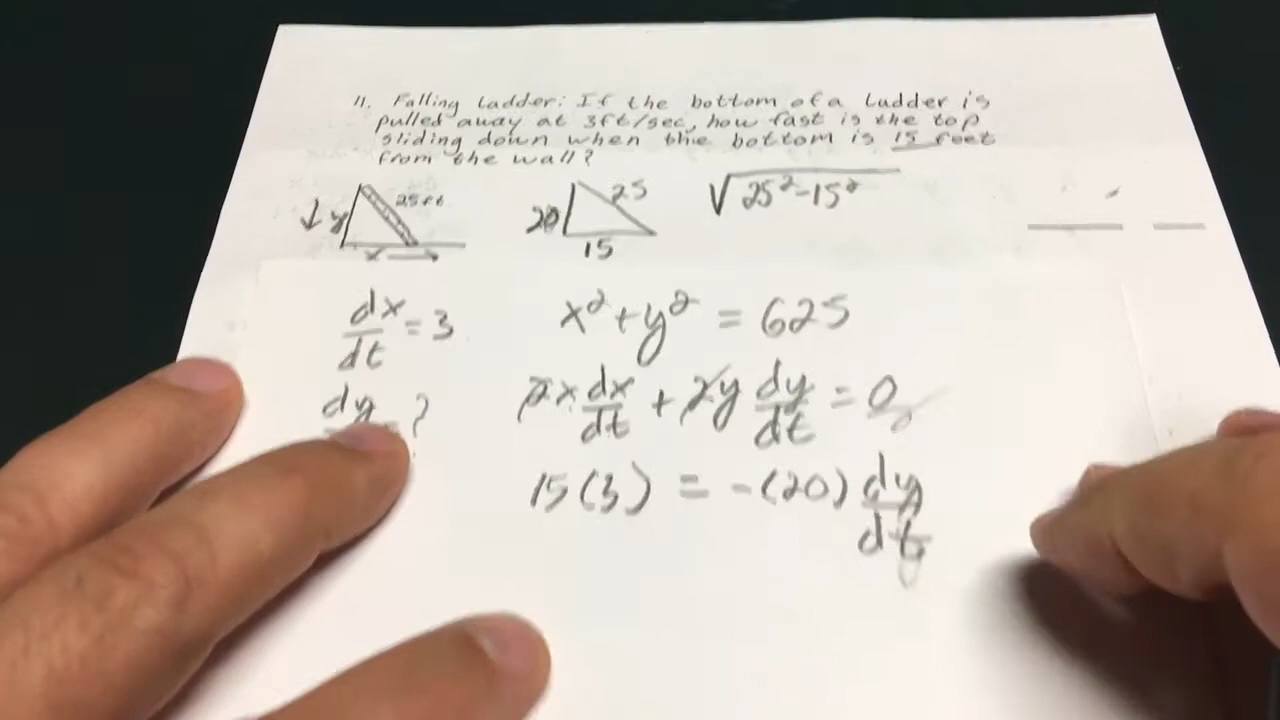 11. Falling ladder: If the bottom of a ladder is
pulled away at 3ft/sec, how fast is the top
sliding down when the bottom is 15 feet
from the wall?
↓y 25ft
x →
20 25
15
√25²-15²
dx/dt = 3
x² + y² = 625
dy ?
2x dx/dt + 2y dy/dt = 0
15(3) = -(20) dy/dt